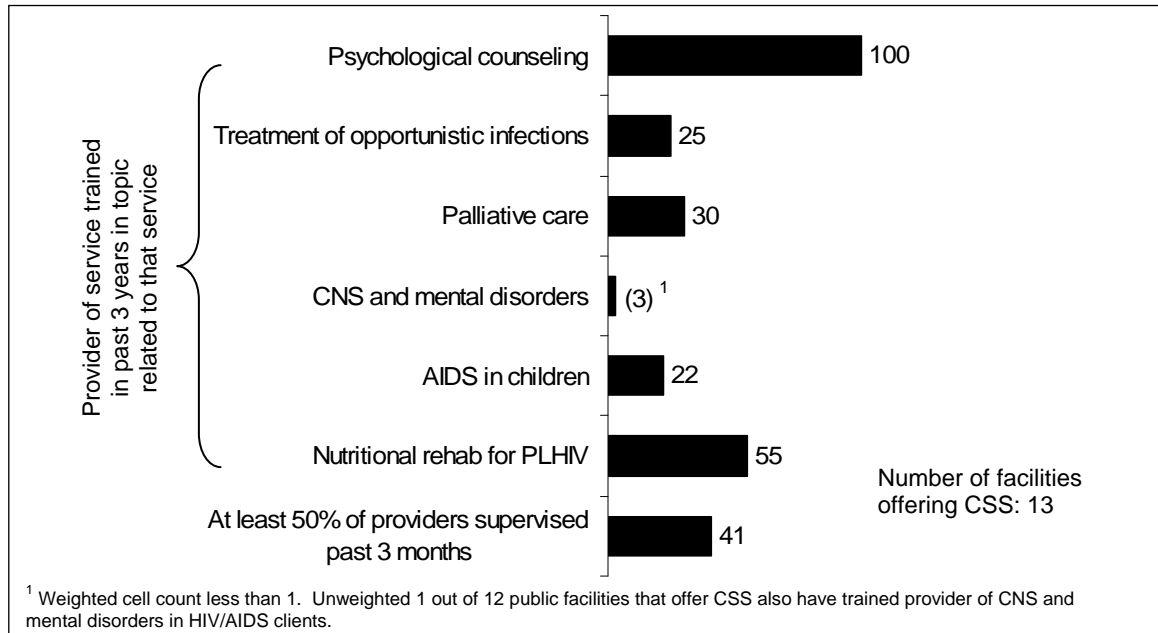 Provider of service trained
in past 3 years in topic
related to that service
Psychological counseling 100
Treatment of opportunistic infections 25
Palliative care 30
CNS and mental disorders (3) 1
AIDS in children 22
Nutritional rehab for PLHIV 55
At least 50% of providers supervised
past 3 months 41
Number of facilities
offering CSS: 13
1 Weighted cell count less than 1. Unweighted 1 out of 12 public facilities that offer CSS also have trained provider of CNS and
mental disorders in HIV/AIDS clients.